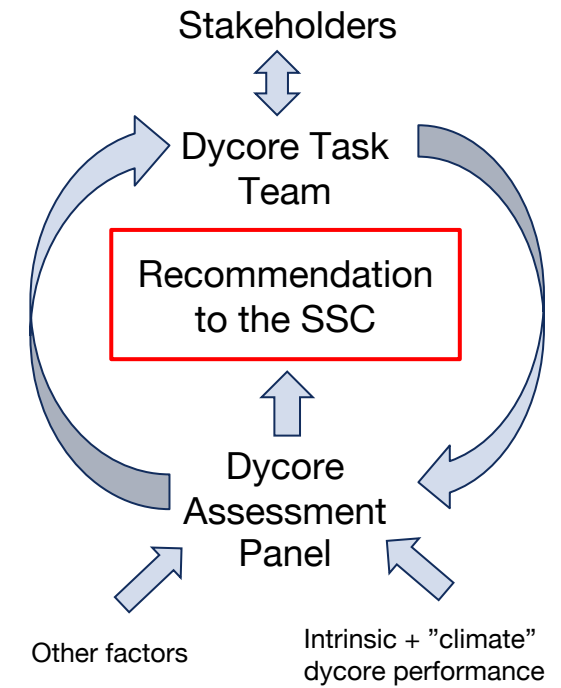 Stakeholders
Dycore Task
Team
Recommendation
to the SSC
Dycore
Assessment
Panel
Other factors
Intrinsic + ”climate”
dycore performance